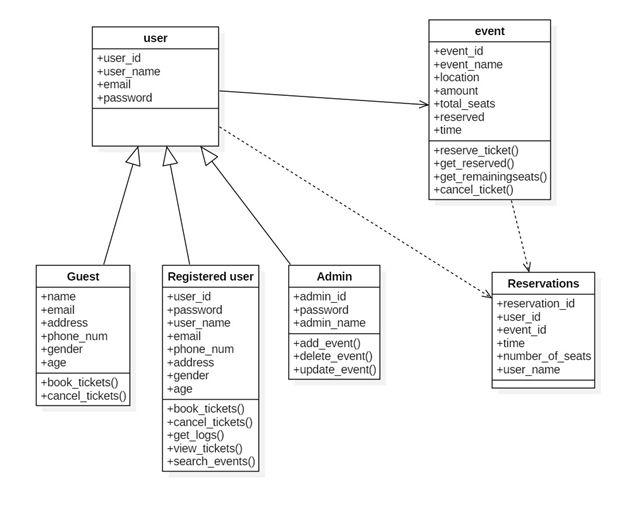 user
+user_id
+user_name
+email
+password
event
+event_id
+event_name
+location
+amount
+total_seats
+reserved
+time
+reserve_ticket()
+get_reserved()
+get_remainingseats()
+cancel_ticket()
Guest
+name
+email
+address
+phone_num
+gender
+age
+book_tickets()
+cancel_tickets()
Registered user
+user_id
+password
+user_name
+email
+phone_num
+address
+gender
+age
+book_tickets()
+cancel_tickets()
+get_logs()
+view_tickets()
+search_events()
Admin
+admin_id
+password
+admin_name
+add_event()
+delete_event()
+update_event()
Reservations
+reservation_id
+user_id
+event_id
+time
+number_of_seats
+user_name